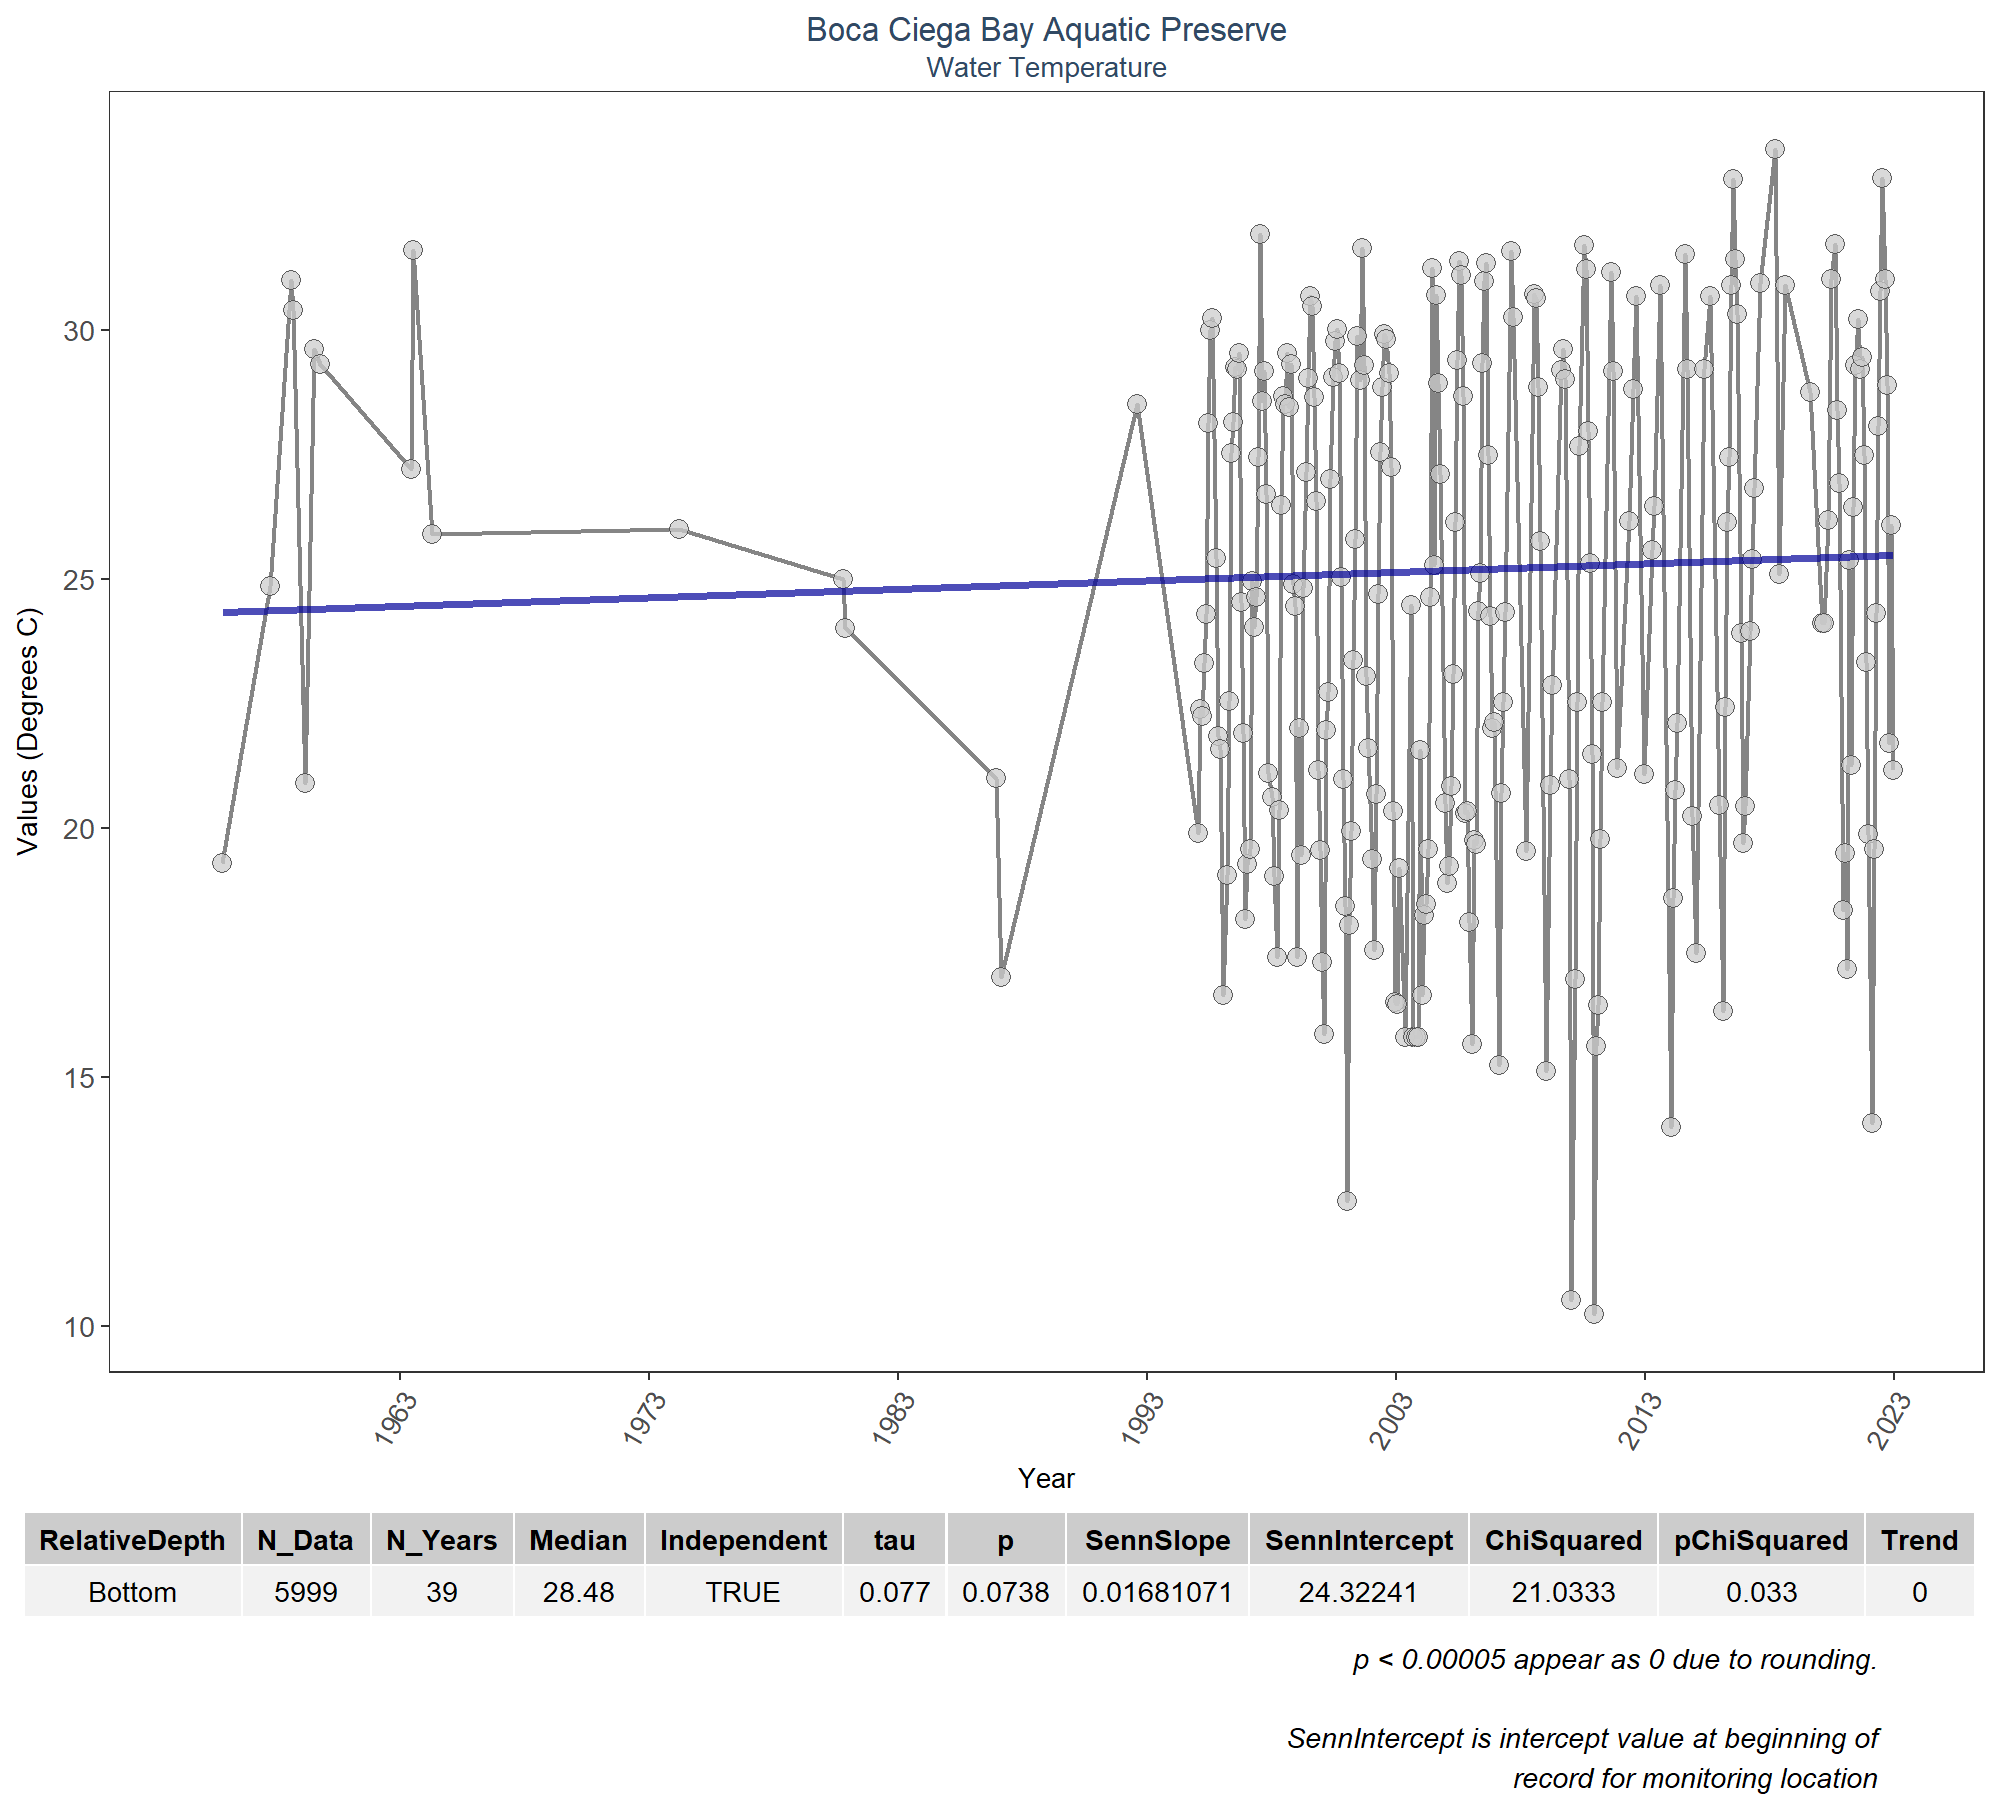 Boca Ciega Bay Aquatic Preserve
Water Temperature
Values (Degrees C)
30
25
20
15
10
1963
1973
1983
1993
2003
2013
2023
Year
RelativeDepth N_Data N_Years Median Independent tau p SennSlope SennIntercept ChiSquared pChiSquared Trend
Bottom 5999 39 28.48 TRUE 0.077 0.0738 0.01681071 24.32241 21.0333 0.033 0
p < 0.00005 appear as 0 due to rounding.
SennIntercept is intercept value at beginning of
record for monitoring location